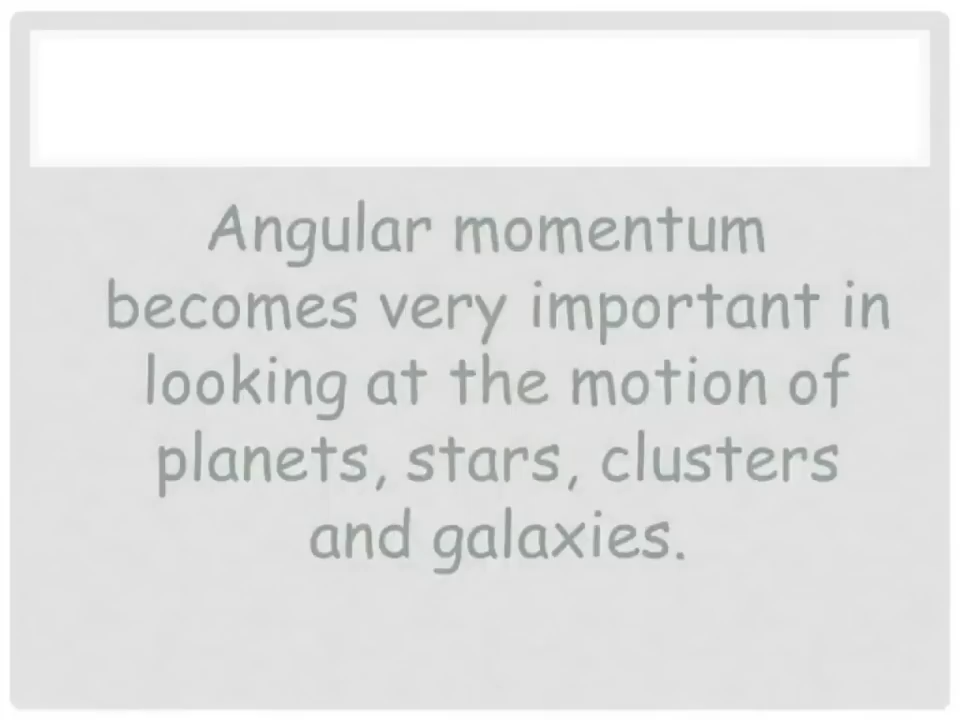 Angular momentum
becomes very important in
looking at the motion of
planets, stars, clusters
and galaxies.